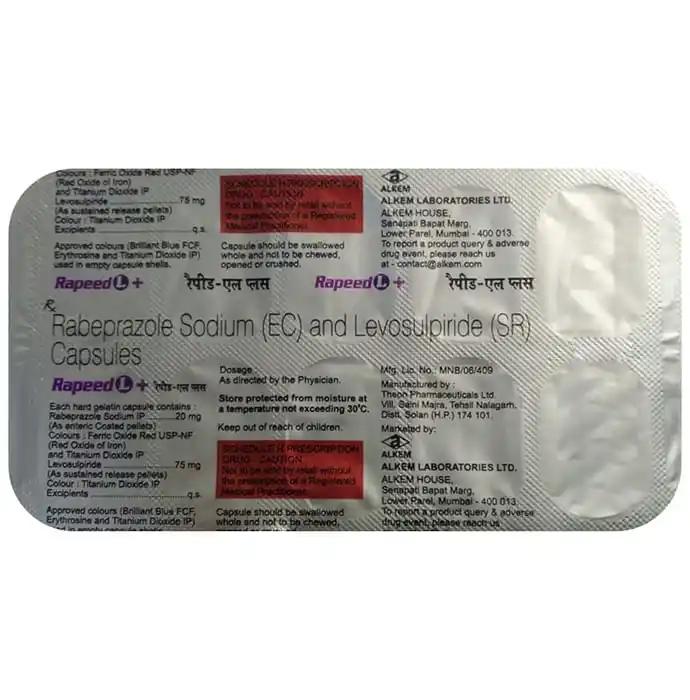 Colours : Ferric Oxide Red USP-NF
(Red Oxide of Iron)
and Titanium Dioxide IP
Levosulpiride.....................75 mg
(As sustained release pellets)
Colour : Titanium Dioxide IP
Excipients ............................q.s.
Approved colours (Brilliant Blue FCF,
Erythrosine and Titanium Dioxide IP)
used in empty capsule shells.
SCHEDULE H PRESCRIPTION
DRUG - CAUTION
Not to be sold by retail without
the prescription of a Registered
Medical Practitioner.
Capsule should be swallowed
whole and not to be chewed,
opened or crushed.
ALKEM
ALKEM LABORATORIES LTD.
ALKEM HOUSE,
Senapati Bapat Marg,
Lower Parel, Mumbai - 400 013.
To report a product query & adverse
drug event, please reach us
at - contact@alkem.com
Rapeed L + रैपीड-एल प्लस Rapeed L + रैपीड-एल प्लस
Rx
Rabeprazole Sodium (EC) and Levosulpiride (SR)
Capsules
Rapeed L + रैपीड-एल प्लस
Each hard gelatin capsule contains :
Rabeprazole Sodium IP..........20 mg
(As enteric Coated pellets)
Colours : Ferric Oxide Red USP-NF
(Red Oxide of Iron)
and Titanium Dioxide IP
Levosulpiride.....................75 mg
(As sustained release pellets)
Colour : Titanium Dioxide IP
Excipients ............................q.s.
Approved colours (Brilliant Blue FCF,
Erythrosine and Titanium Dioxide IP)
used in empty capsule shells.
Dosage
As directed by the Physician.
Store protected from moisture at
a temperature not exceeding 30°C.
Keep out of reach of children.
SCHEDULE H PRESCRIPTION
DRUG - CAUTION
Not to be sold by retail without
the prescription of a Registered
Medical Practitioner.
Capsule should be swallowed
whole and not to be chewed,
opened or crushed.
Mfg. Lic. No.: MNB/06/409
Manufactured by :
Theon Pharmaceuticals Ltd.
Vill. Saini Majra, Tehsil Nalagarh,
Distt. Solan (H.P.) 174 101.
Marketed by:
ALKEM
ALKEM LABORATORIES LTD.
ALKEM HOUSE,
Senapati Bapat Marg,
Lower Parel, Mumbai - 400 013.
To report a product query & adverse
drug event, please reach us